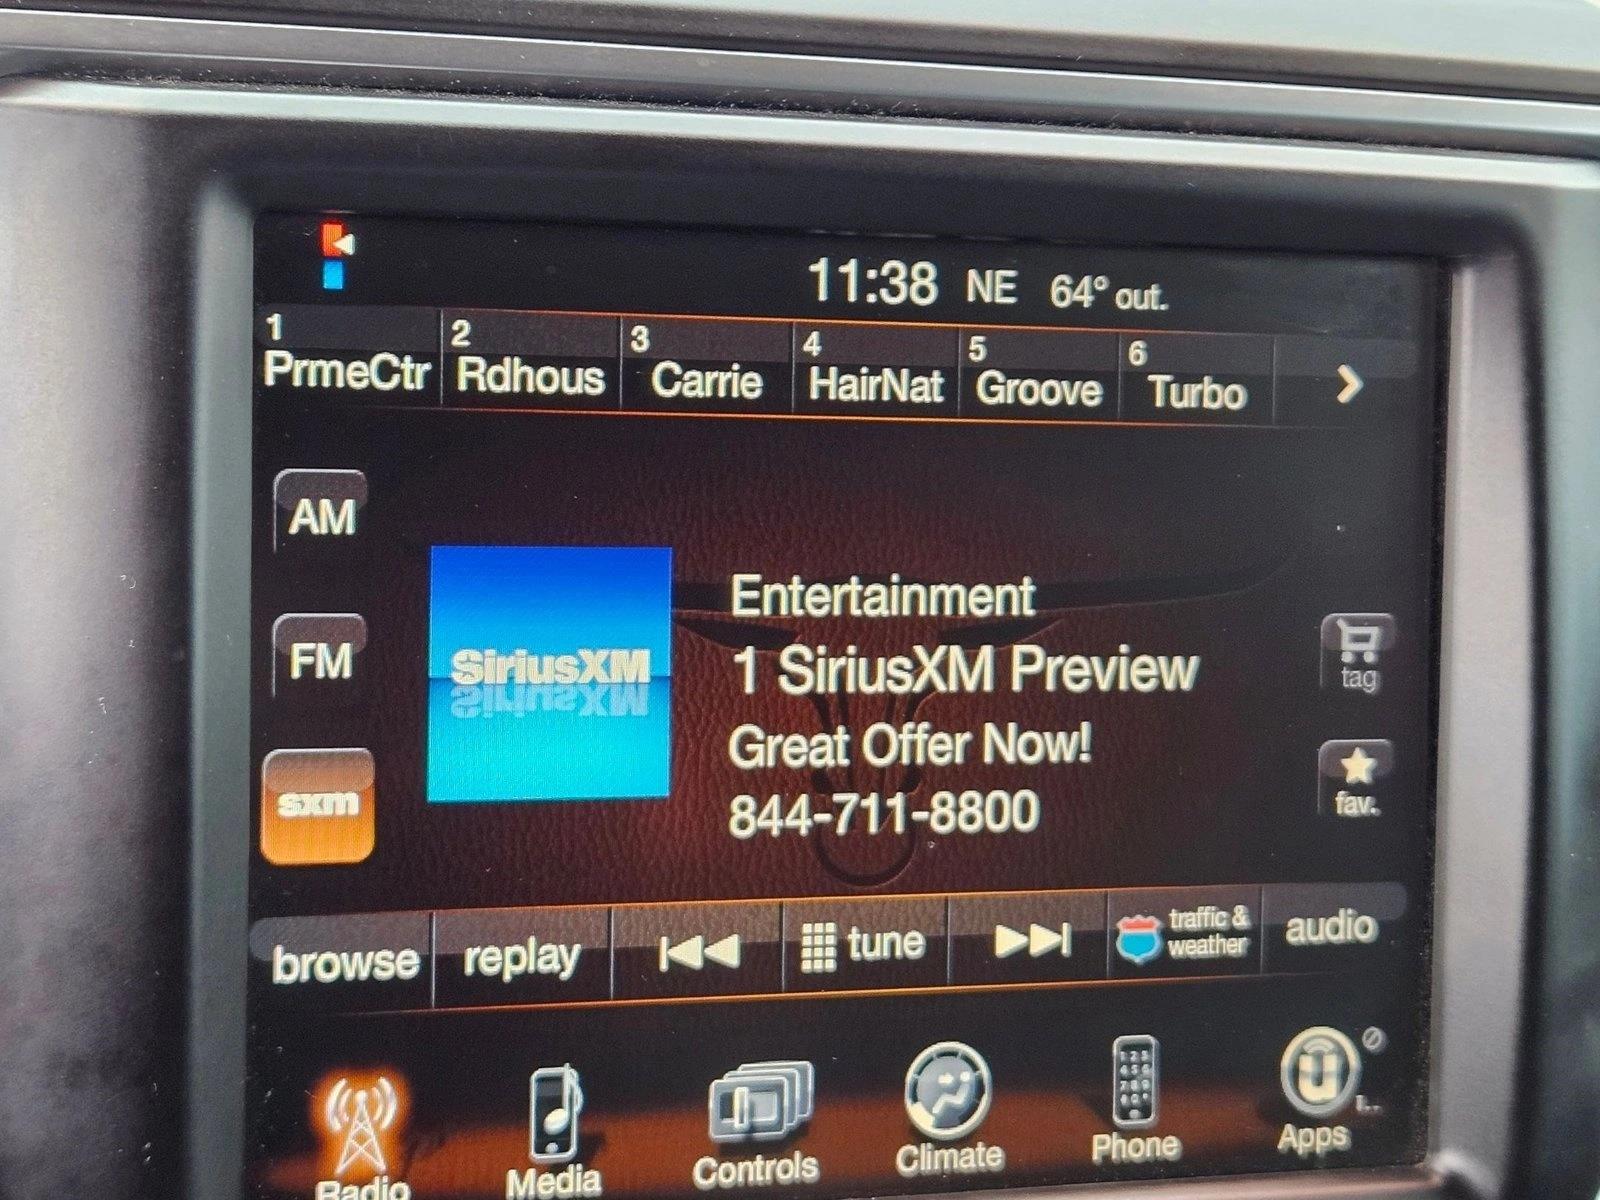 11:38 NE 64° out.
1 2 3 4 5 6
PrmeCtr Rdhous Carrie HairNat Groove Turbo
AM
FM
sxm
SiriusXM
Entertainment
1 SiriusXM Preview
Great Offer Now!
844-711-8800
tag
fav.
browse replay tune traffic & weather audio
Radio Media Controls Climate Phone Apps